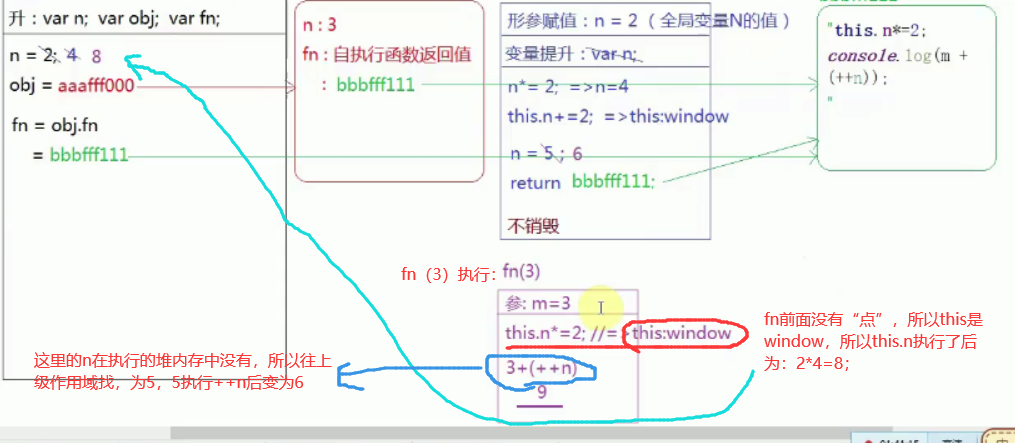 升：var n; var obj; var fn;
n = 2; 4 8
obj = aaafff000
fn = obj.fn
= bbbfff111
n : 3
fn : 自执行函数返回值
: bbbfff111
形参赋值：n = 2（全局变量N的值）
变量提升：var n;
n*= 2; =>n=4
this.n+=2; =>this:window
n = 5 ; 6
return bbbfff111;
不销毁
"this.n*=2;
console.log(m +
(++n));
"
fn（3）执行：
fn(3)
参: m=3
this.n*=2; //=>this:window
3+(++n)
9
fn前面没有“点”，所以this是
window，所以this.n执行了后
为：2*4=8；
这里的n在执行的堆内存中没有，所以往上
级作用域找，为5，5执行++n后变为6